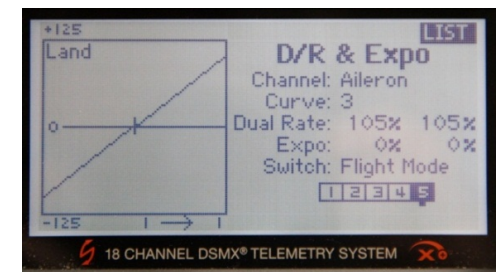 +125
LIST
Land
D/R & Expo
Channel: Aileron
Curve: 3
0
Dual Rate: 105% 105%
Expo: 0% 0%
Switch: Flight Mode
1 2 3 4 5
-125
18 CHANNEL DSMX® TELEMETRY SYSTEM